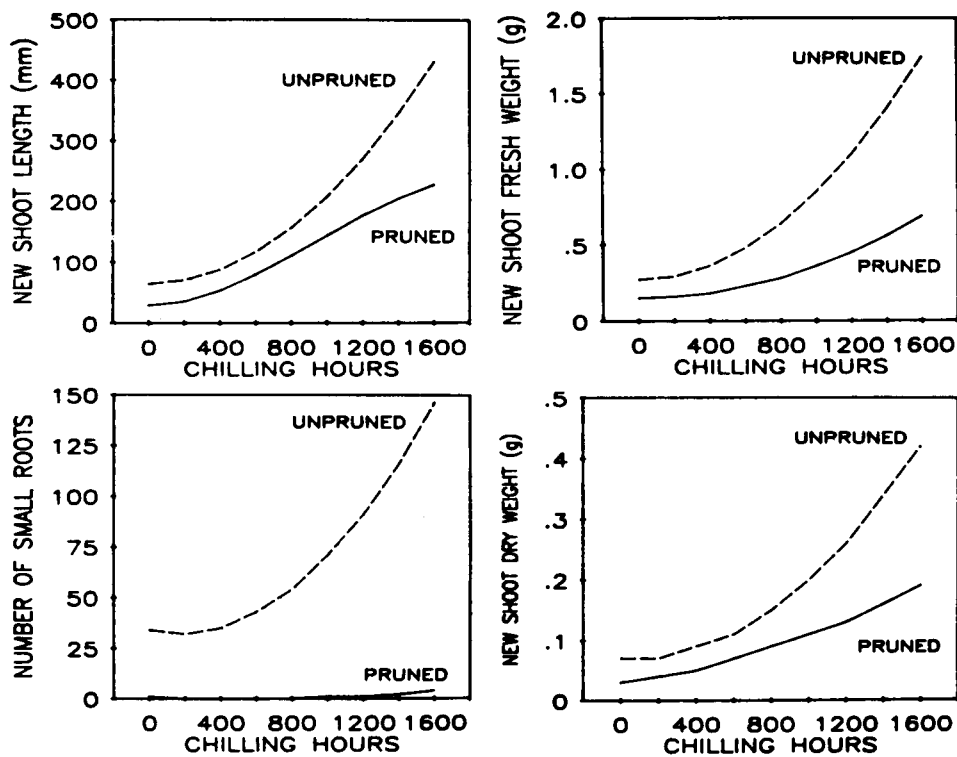 NEW SHOOT LENGTH (mm)
500
400
300
200
100
0
UNPRUNED
PRUNED
0 400 800 1200 1600
CHILLING HOURS
NEW SHOOT FRESH WEIGHT (g)
2.0
1.5
1.0
.5
0
UNPRUNED
PRUNED
0 400 800 1200 1600
CHILLING HOURS
NUMBER OF SMALL ROOTS
150
125
100
75
50
25
0
UNPRUNED
PRUNED
0 400 800 1200 1600
CHILLING HOURS
NEW SHOOT DRY WEIGHT (g)
.5
.4
.3
.2
.1
0
UNPRUNED
PRUNED
0 400 800 1200 1600
CHILLING HOURS